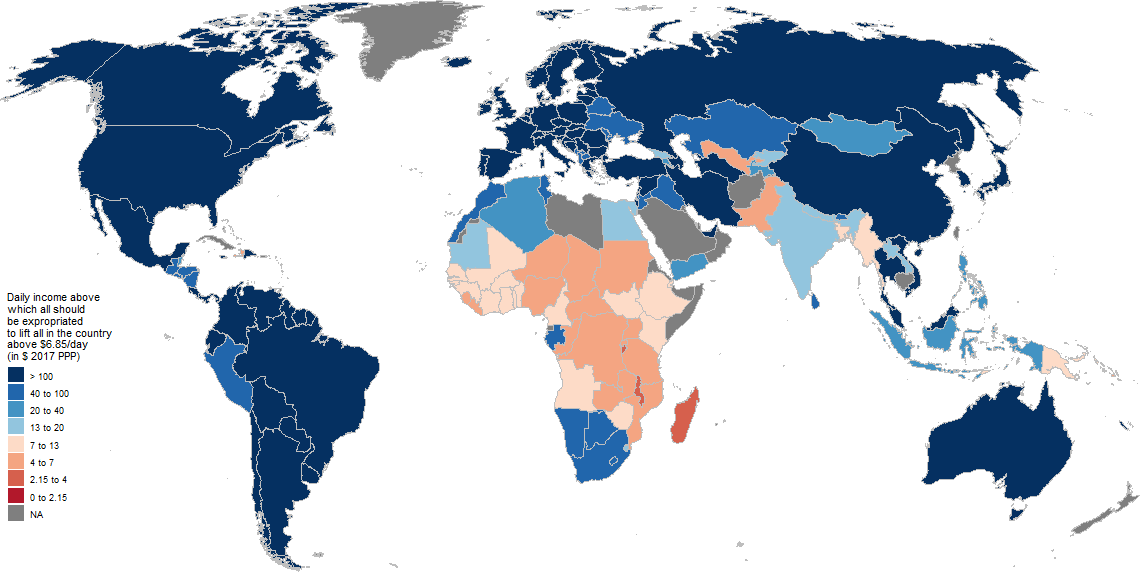 Daily income above
which all should
be expropriated
to lift all in the country
above $6.85/day
(in $ 2017 PPP)
> 100
40 to 100
20 to 40
13 to 20
7 to 13
4 to 7
2.15 to 4
0 to 2.15
NA